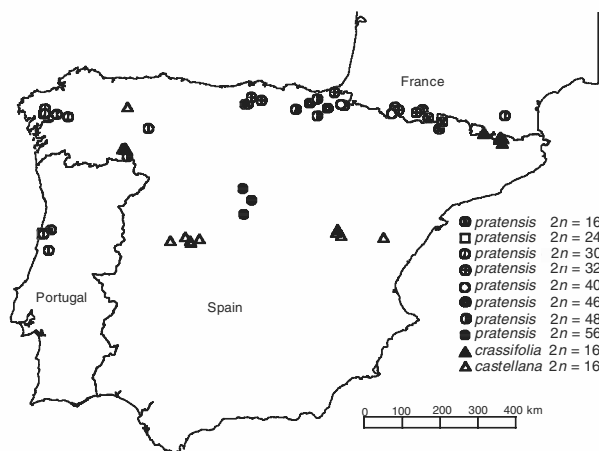 France
Spain
Portugal
pratensis 2n = 16
pratensis 2n = 24
pratensis 2n = 30
pratensis 2n = 32
pratensis 2n = 40
pratensis 2n = 46
pratensis 2n = 48
pratensis 2n = 56
crassifolia 2n = 16
castellana 2n = 16
0 100 200 300 400 km